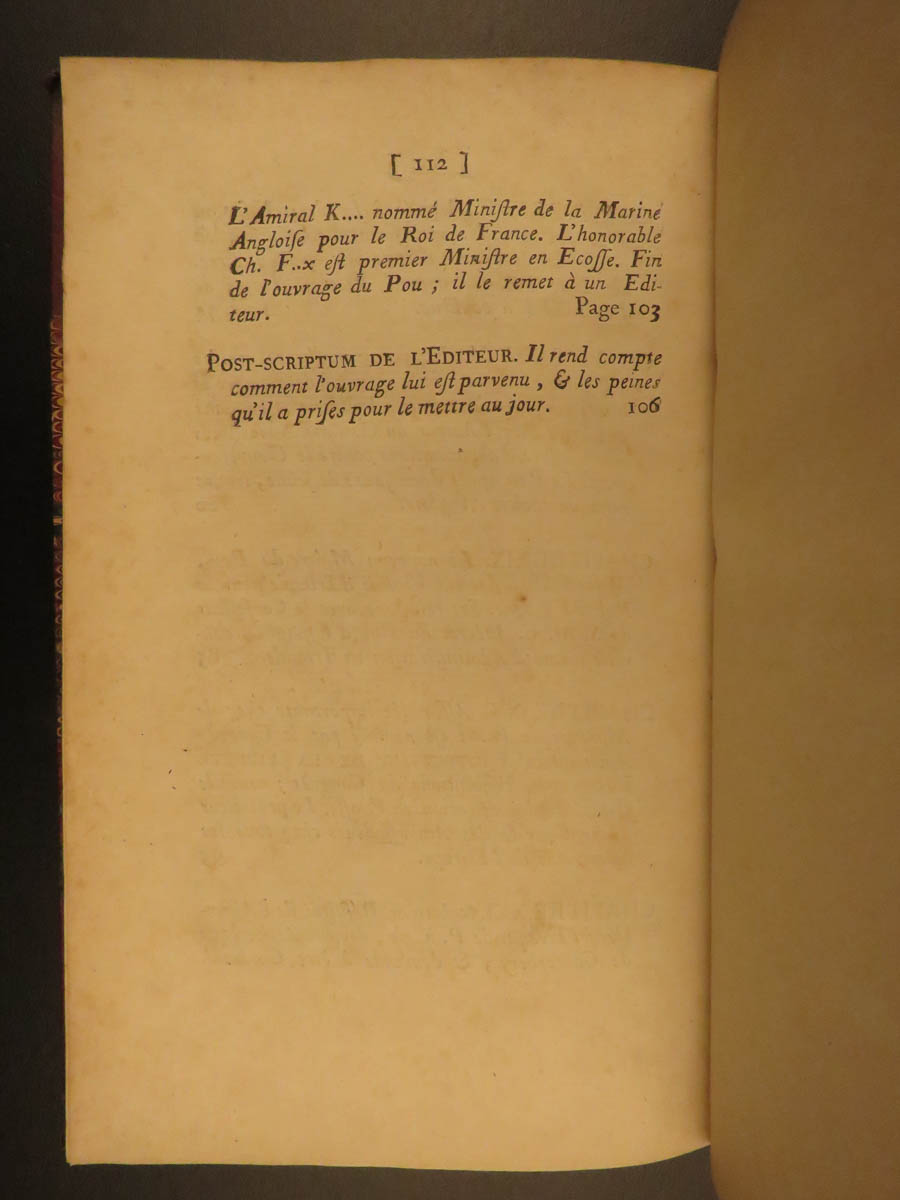 [ 112 ]
L'Amiral K.... nommé Miniſtre de la Marine
Angloiſe pour le Roi de France. L'honorable
Ch. F..x eſt premier Miniſtre en Ecoſſe. Fin
de l'ouvrage du Pou ; il le remet à un Edi-
teur. Page 103
POST-SCRIPTUM DE L'EDITEUR. Il rend compte
comment l'ouvrage lui eſt parvenu , & les peines
qu'il a priſes pour le mettre au jour. 106